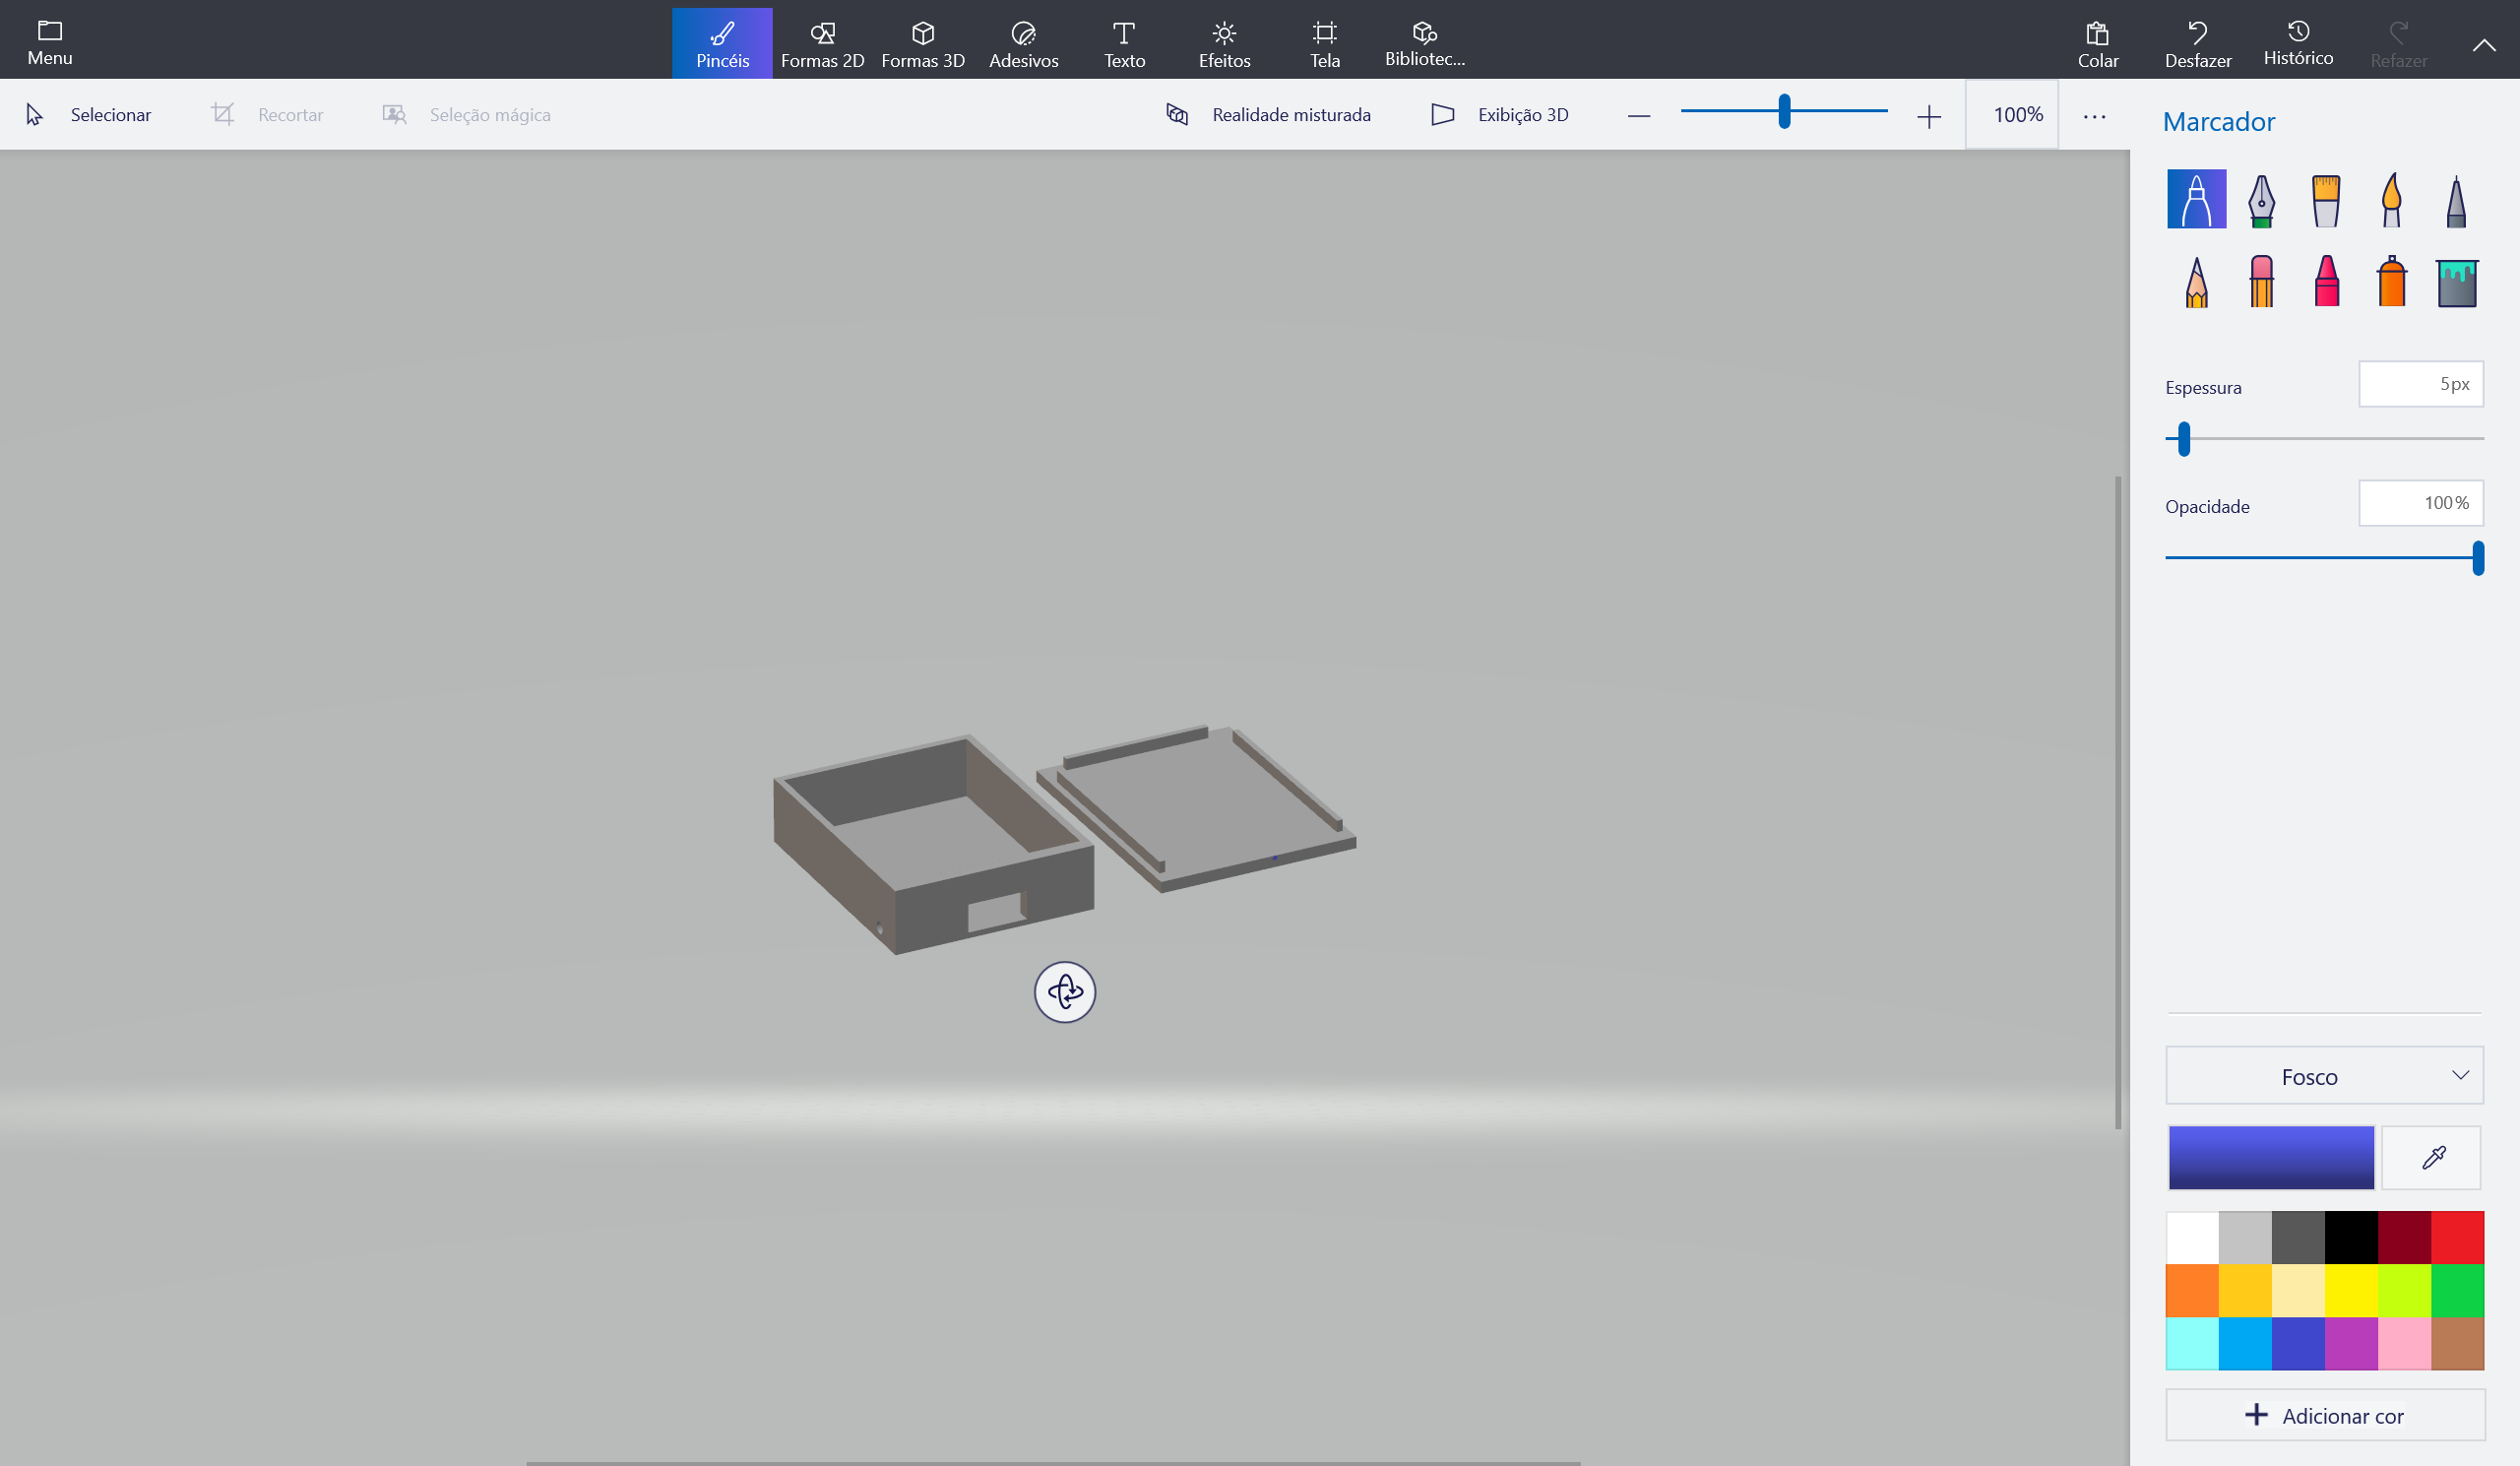 Menu
Pincéis
Formas 2D
Formas 3D
Adesivos
Texto
Efeitos
Tela
Bibliotec...
Colar
Desfazer
Histórico
Refazer
Selecionar
Recortar
Seleção mágica
Realidade misturada
Exibição 3D
100%
Marcador
Espessura
5px
Opacidade
100%
Fosco
Adicionar cor